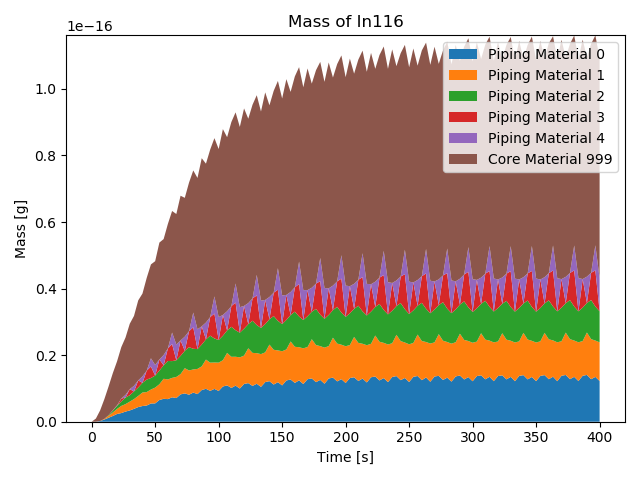 Mass of In116
1e−16
Mass [g]
1.0
0.8
0.6
0.4
0.2
0.0
0
50
100
150
200
250
300
350
400
Time [s]
Piping Material 0
Piping Material 1
Piping Material 2
Piping Material 3
Piping Material 4
Core Material 999